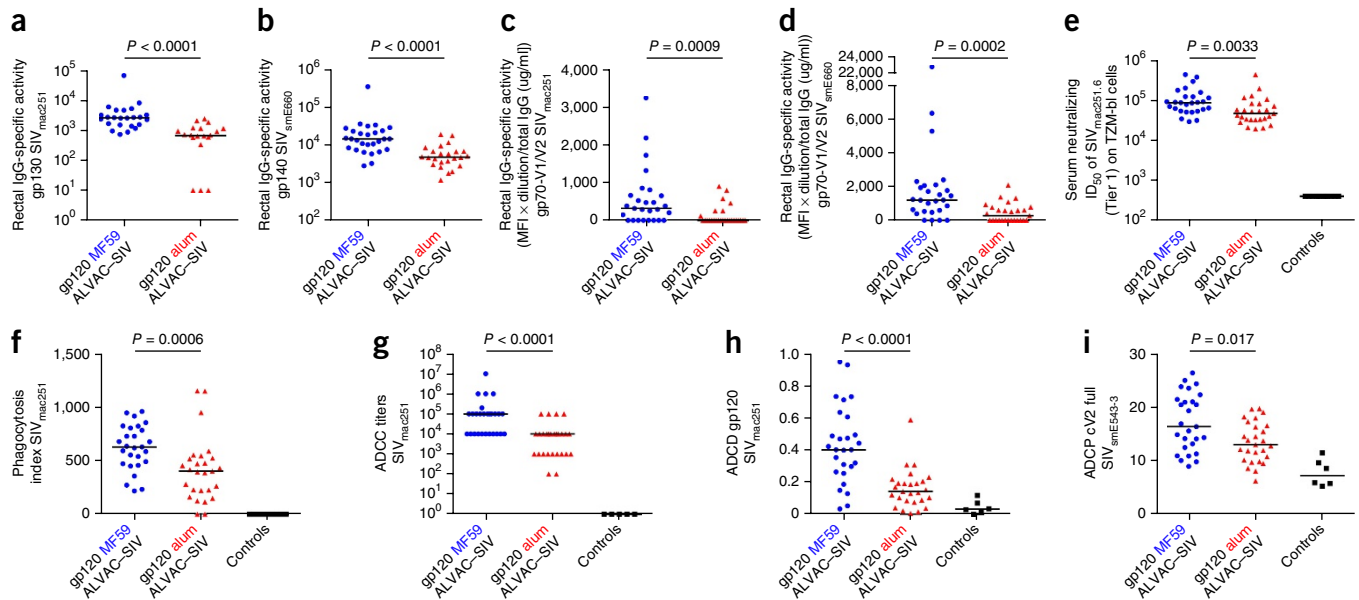 a
P < 0.0001
Rectal IgG-specific activity
gp130 SIVmac251
10^5
10^4
10^3
10^2
10^1
10^0
gp120 MF59
ALVAC–SIV
gp120 alum
ALVAC–SIV
b
P < 0.0001
Rectal IgG-specific activity
gp140 SIVsmE660
10^6
10^5
10^4
10^3
10^2
gp120 MF59
ALVAC–SIV
gp120 alum
ALVAC–SIV
c
P = 0.0009
Rectal IgG-specific activity
(MFI × dilution/total IgG (ug/ml])
gp70-V1/V2 SIVmac251
4,000
3,000
2,000
1,000
0
gp120 MF59
ALVAC–SIV
gp120 alum
ALVAC–SIV
d
P = 0.0002
Rectal IgG-specific activity
(MFI × dilution/total IgG (ug/ml])
gp70-V1/V2 SIVsmE660
24,000
22,000
8,000
6,000
4,000
2,000
0
gp120 MF59
ALVAC–SIV
gp120 alum
ALVAC–SIV
e
P = 0.0033
Serum neutralizing
ID50 of SIVmac251.6
(Tier 1) on TZM-bl cells
10^6
10^5
10^4
10^3
10^2
gp120 MF59
ALVAC–SIV
gp120 alum
ALVAC–SIV
Controls
f
P = 0.0006
Phagocytosis
index SIVmac251
1,500
1,000
500
0
gp120 MF59
ALVAC–SIV
gp120 alum
ALVAC–SIV
Controls
g
P < 0.0001
ADCC titers
SIVmac251
10^8
10^7
10^6
10^5
10^4
10^3
10^2
10^1
10^0
gp120 MF59
ALVAC–SIV
gp120 alum
ALVAC–SIV
Controls
h
P < 0.0001
ADCD gp120
SIVmac251
1.0
0.8
0.6
0.4
0.2
0
gp120 MF59
ALVAC–SIV
gp120 alum
ALVAC–SIV
Controls
i
P = 0.017
ADCP cV2 full
SIVsmE543-3
30
20
10
0
gp120 MF59
ALVAC–SIV
gp120 alum
ALVAC–SIV
Controls